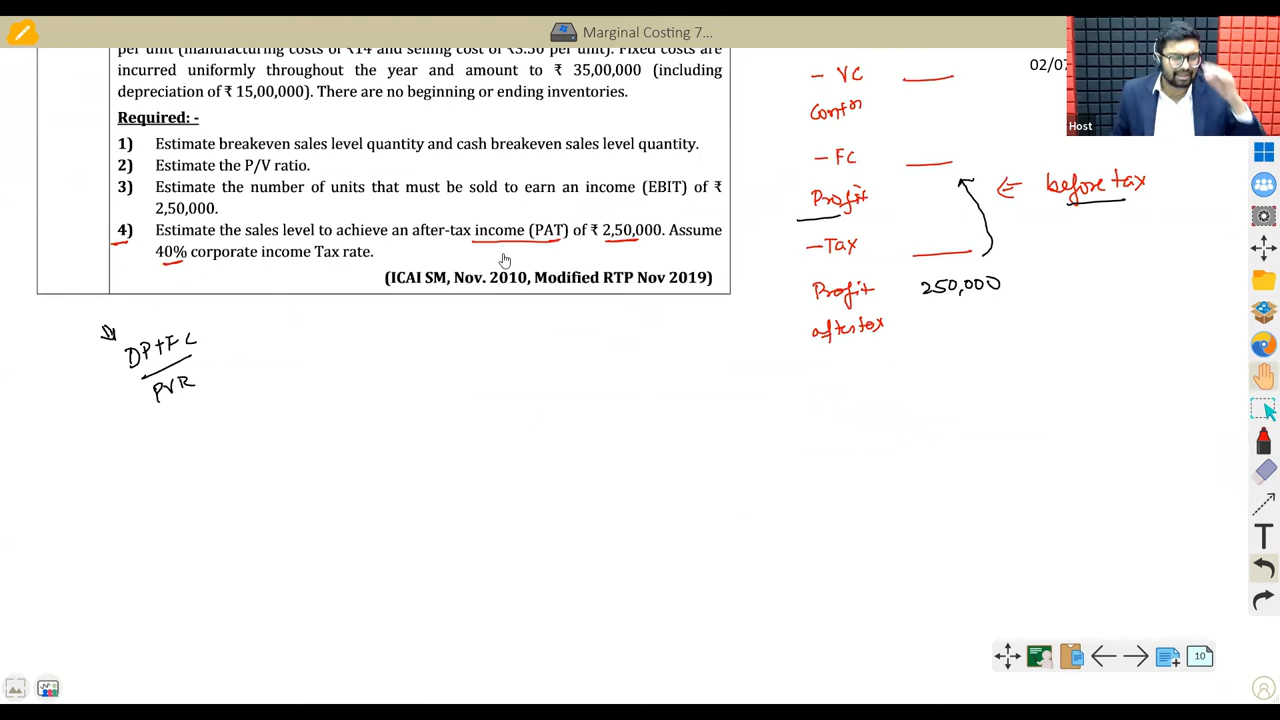 Marginal Costing 7...
per unit (manufacturing costs of ₹14 and selling cost of ₹3.50 per unit). Fixed costs are
incurred uniformly throughout the year and amount to ₹ 35,00,000 (including
depreciation of ₹ 15,00,000). There are no beginning or ending inventories.
Required: -
1) Estimate breakeven sales level quantity and cash breakeven sales level quantity.
2) Estimate the P/V ratio.
3) Estimate the number of units that must be sold to earn an income (EBIT) of ₹
2,50,000.
4) Estimate the sales level to achieve an after-tax income (PAT) of ₹ 2,50,000. Assume
40% corporate income Tax rate.
(ICAI SM, Nov. 2010, Modified RTP Nov 2019)
DP+FC
PVR
- VC
Contn
- FC
Profit
before tax
-Tax
Profit 250,000
after tax
02/07
Host
T
10